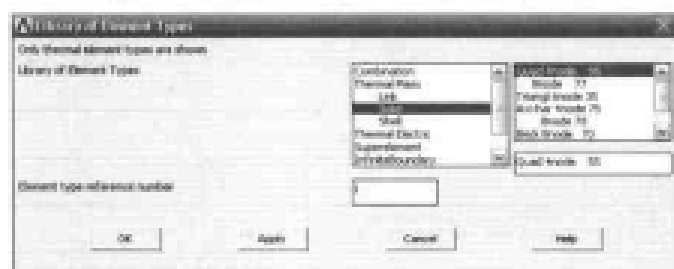 Library of Element Types
Only thermal element types are shown
Library of Element Types
Combination
Thermal Mass
Link
Solid
Shell
Thermal Electric
Superelement
Quad 4node 55
8node 77
Triangl 6node 35
Axi-har 4node 75
8node 78
Brick 8node 70
Quad 4node 55
Element type reference number
1
OK
Apply
Cancel
Help